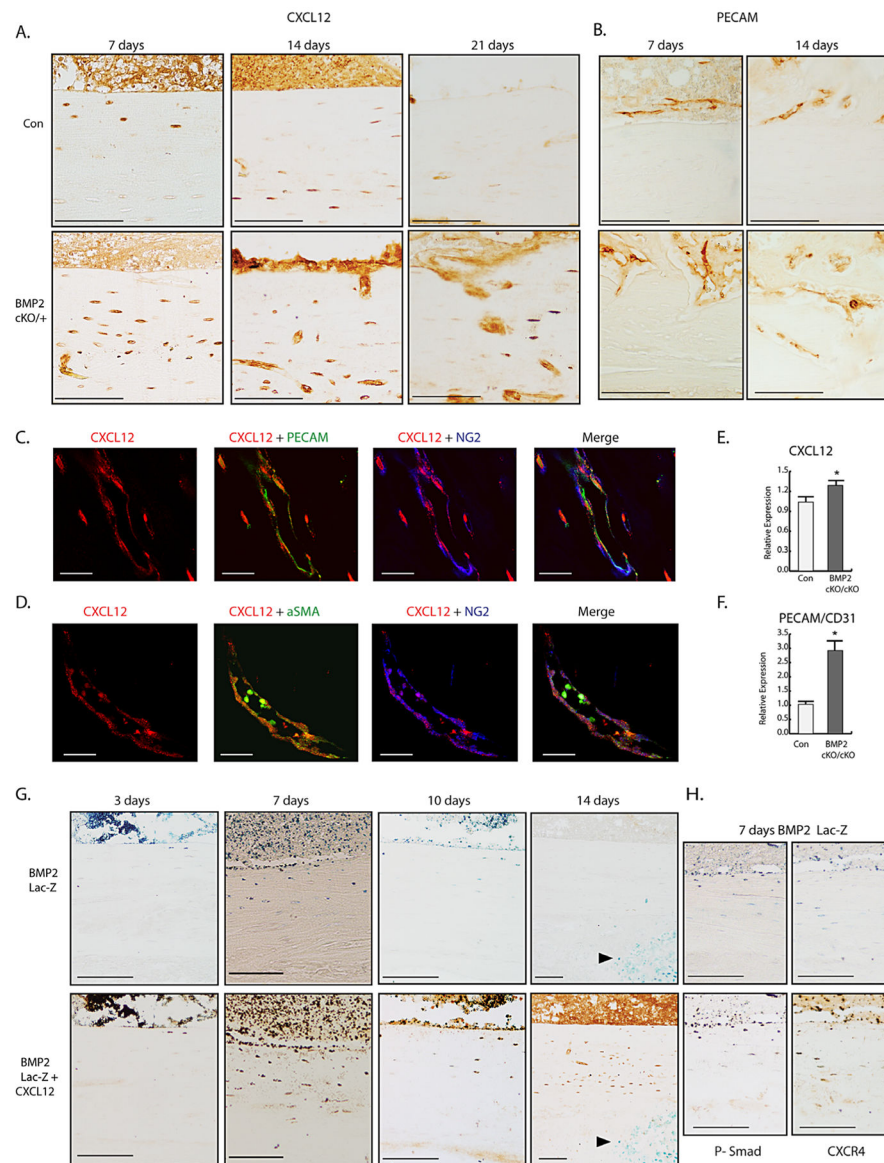 CXCL12
PECAM
A.
7 days
14 days
21 days
B.
7 days
14 days
Con
BMP2
cKO/+
C.
CXCL12
CXCL12 + PECAM
CXCL12 + NG2
Merge
D.
CXCL12
CXCL12 + aSMA
CXCL12 + NG2
Merge
E.
CXCL12
Relative Expression
1.5
1.2
0.9
0.6
0.3
0.0
*
Con
BMP2
cKO/cKO
F.
PECAM/CD31
Relative Expression
3.5
3.0
2.5
2.0
1.5
1.0
0.5
0.0
*
Con
BMP2
cKO/cKO
G.
3 days
7 days
10 days
14 days
BMP2
Lac-Z
BMP2
Lac-Z +
CXCL12
H.
7 days BMP2 Lac-Z
P- Smad
CXCR4